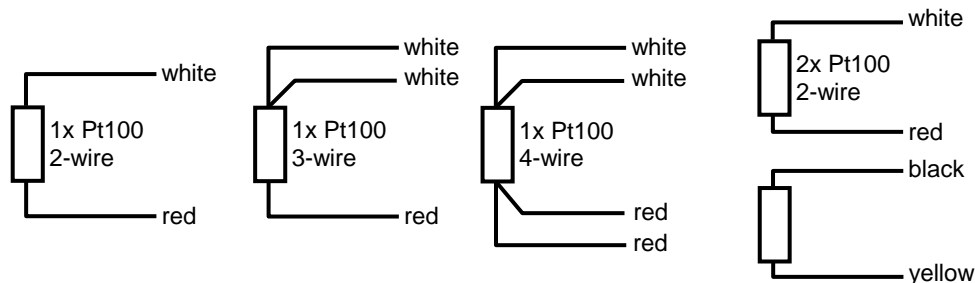 white
1x Pt100
2-wire
red
white
white
1x Pt100
3-wire
red
white
white
1x Pt100
4-wire
red
red
white
2x Pt100
2-wire
red
black
yellow